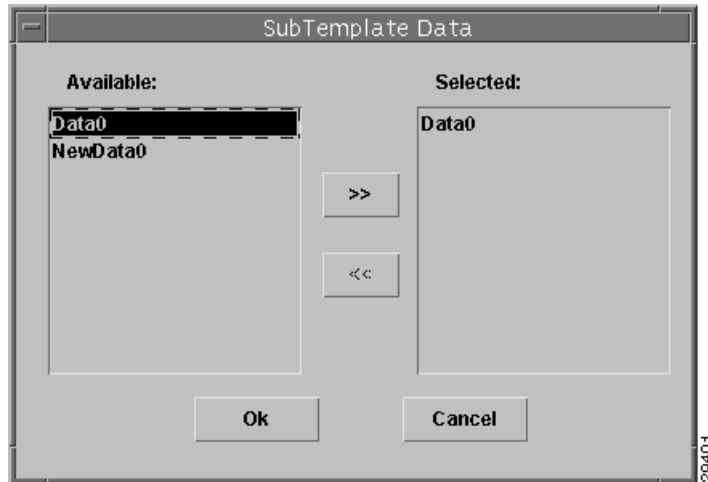 SubTemplate Data
Available:
Selected:
Data0
NewData0
Data0
>>
<<
Ok
Cancel
29401